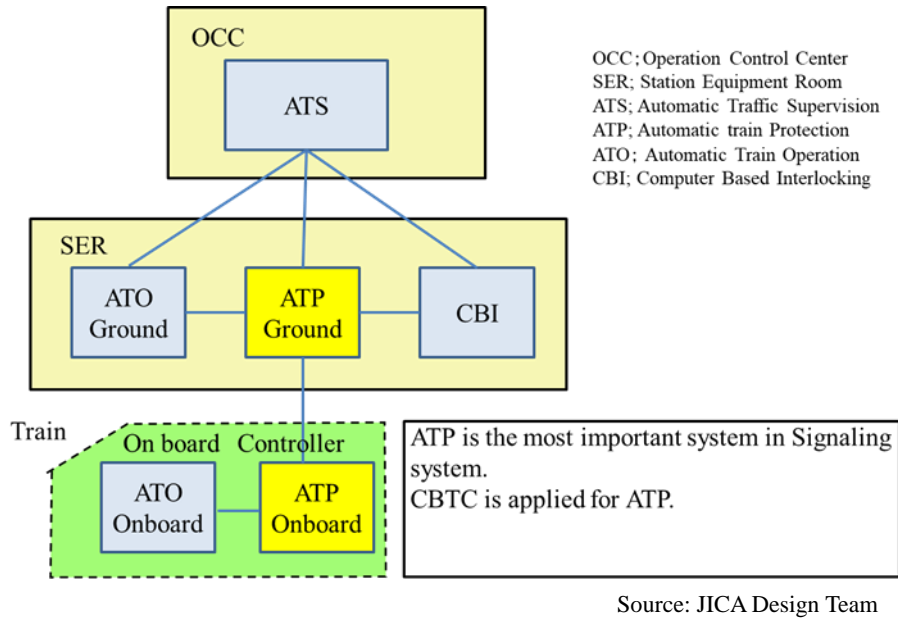 OCC
ATS
OCC; Operation Control Center
SER; Station Equipment Room
ATS; Automatic Traffic Supervision
ATP; Automatic train Protection
ATO; Automatic Train Operation
CBI; Computer Based Interlocking
SER
ATO
Ground
ATP
Ground
CBI
Train
On board Controller
ATO
Onboard
ATP
Onboard
ATP is the most important system in Signaling
system.
CBTC is applied for ATP.
Source: JICA Design Team